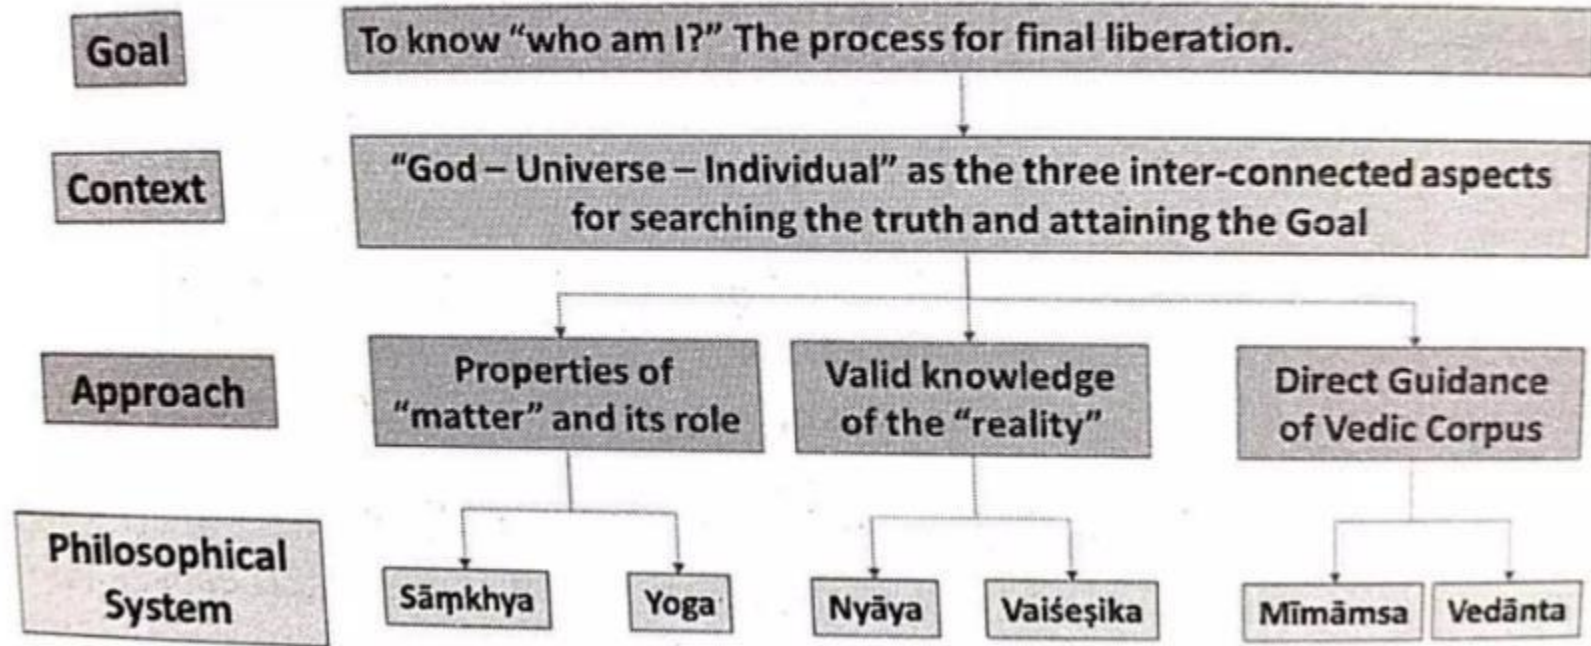 Goal
To know “who am I?” The process for final liberation.
Context
“God – Universe – Individual” as the three inter-connected aspects
for searching the truth and attaining the Goal
Approach
Properties of
“matter” and its role
Valid knowledge
of the “reality”
Direct Guidance
of Vedic Corpus
Philosophical
System
Sāṃkhya
Yoga
Nyāya
Vaiśeṣika
Mīmāmsa
Vedānta